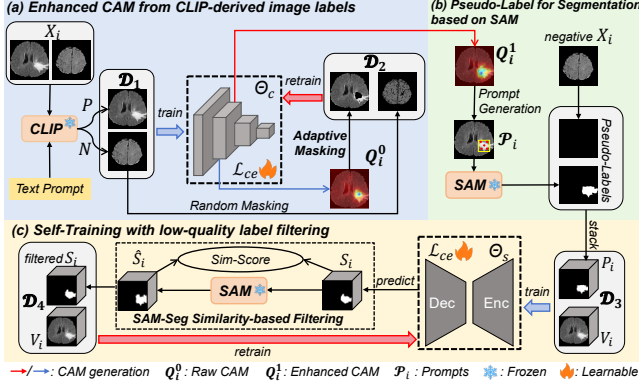 (a) Enhanced CAM from CLIP-derived image labels
(b) Pseudo-Label for Segmentation based on SAM
X_i
𝒟_1
P
N
CLIP
Text Prompt
train
Θ_c
ℒ_ce
retrain
𝒟_2
Adaptive Masking
Q_i^0
Random Masking
Q_i^1
negative X_i
Prompt Generation
𝒫_i
SAM
Pseudo-Labels
stack
(c) Self-Training with low-quality label filtering
filtered S_i
𝒟_4
V_i
Ŝ_i
Sim-Score
S_i
SAM
SAM-Seg Similarity-based Filtering
predict
ℒ_ce
Θ_s
Dec
Enc
train
P_i
𝒟_3
V_i
retrain
→/→: CAM generation Q_i^0: Raw CAM Q_i^1: Enhanced CAM 𝒫_i: Prompts : Frozen : Learnable